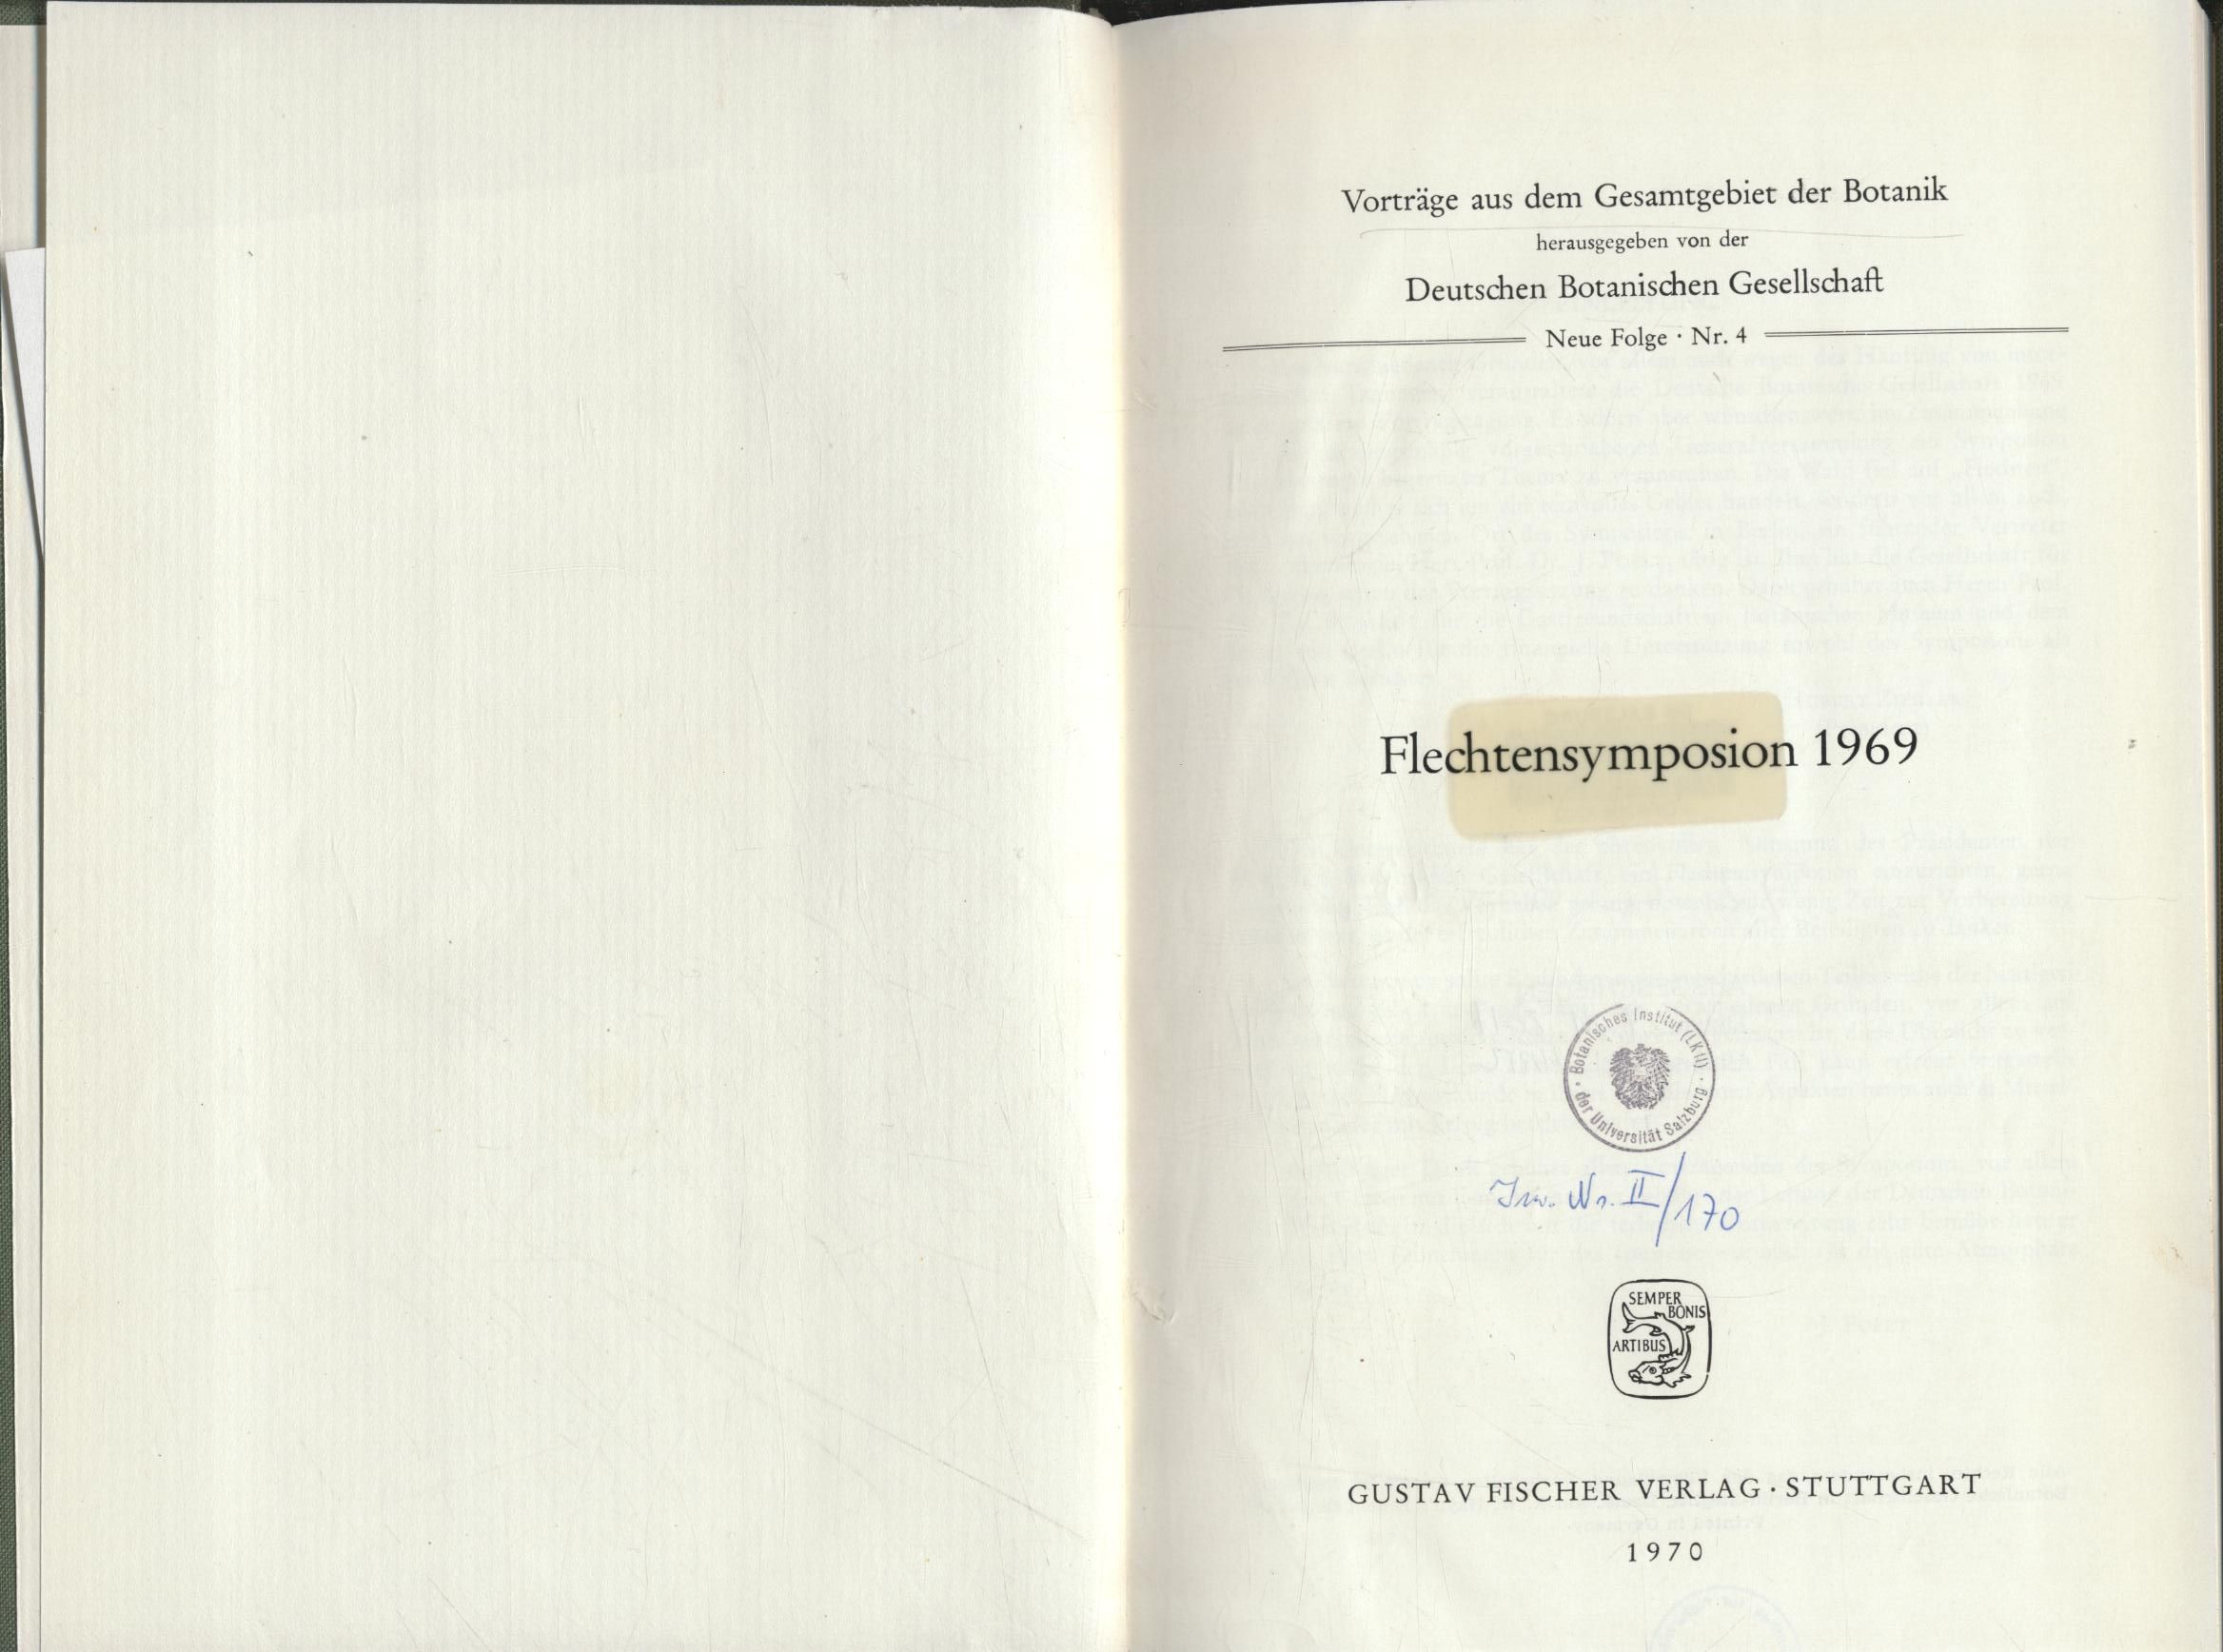 Vorträge aus dem Gesamtgebiet der Botanik
herausgegeben von der
Deutschen Botanischen Gesellschaft
Neue Folge · Nr. 4
Flechtensymposion 1969
· Botanisches Institut (LKII) ·
der Universität Salzburg
Inv. Nr. II/170
SEMPER
BONIS
ARTIBUS
GUSTAV FISCHER VERLAG · STUTTGART
1970